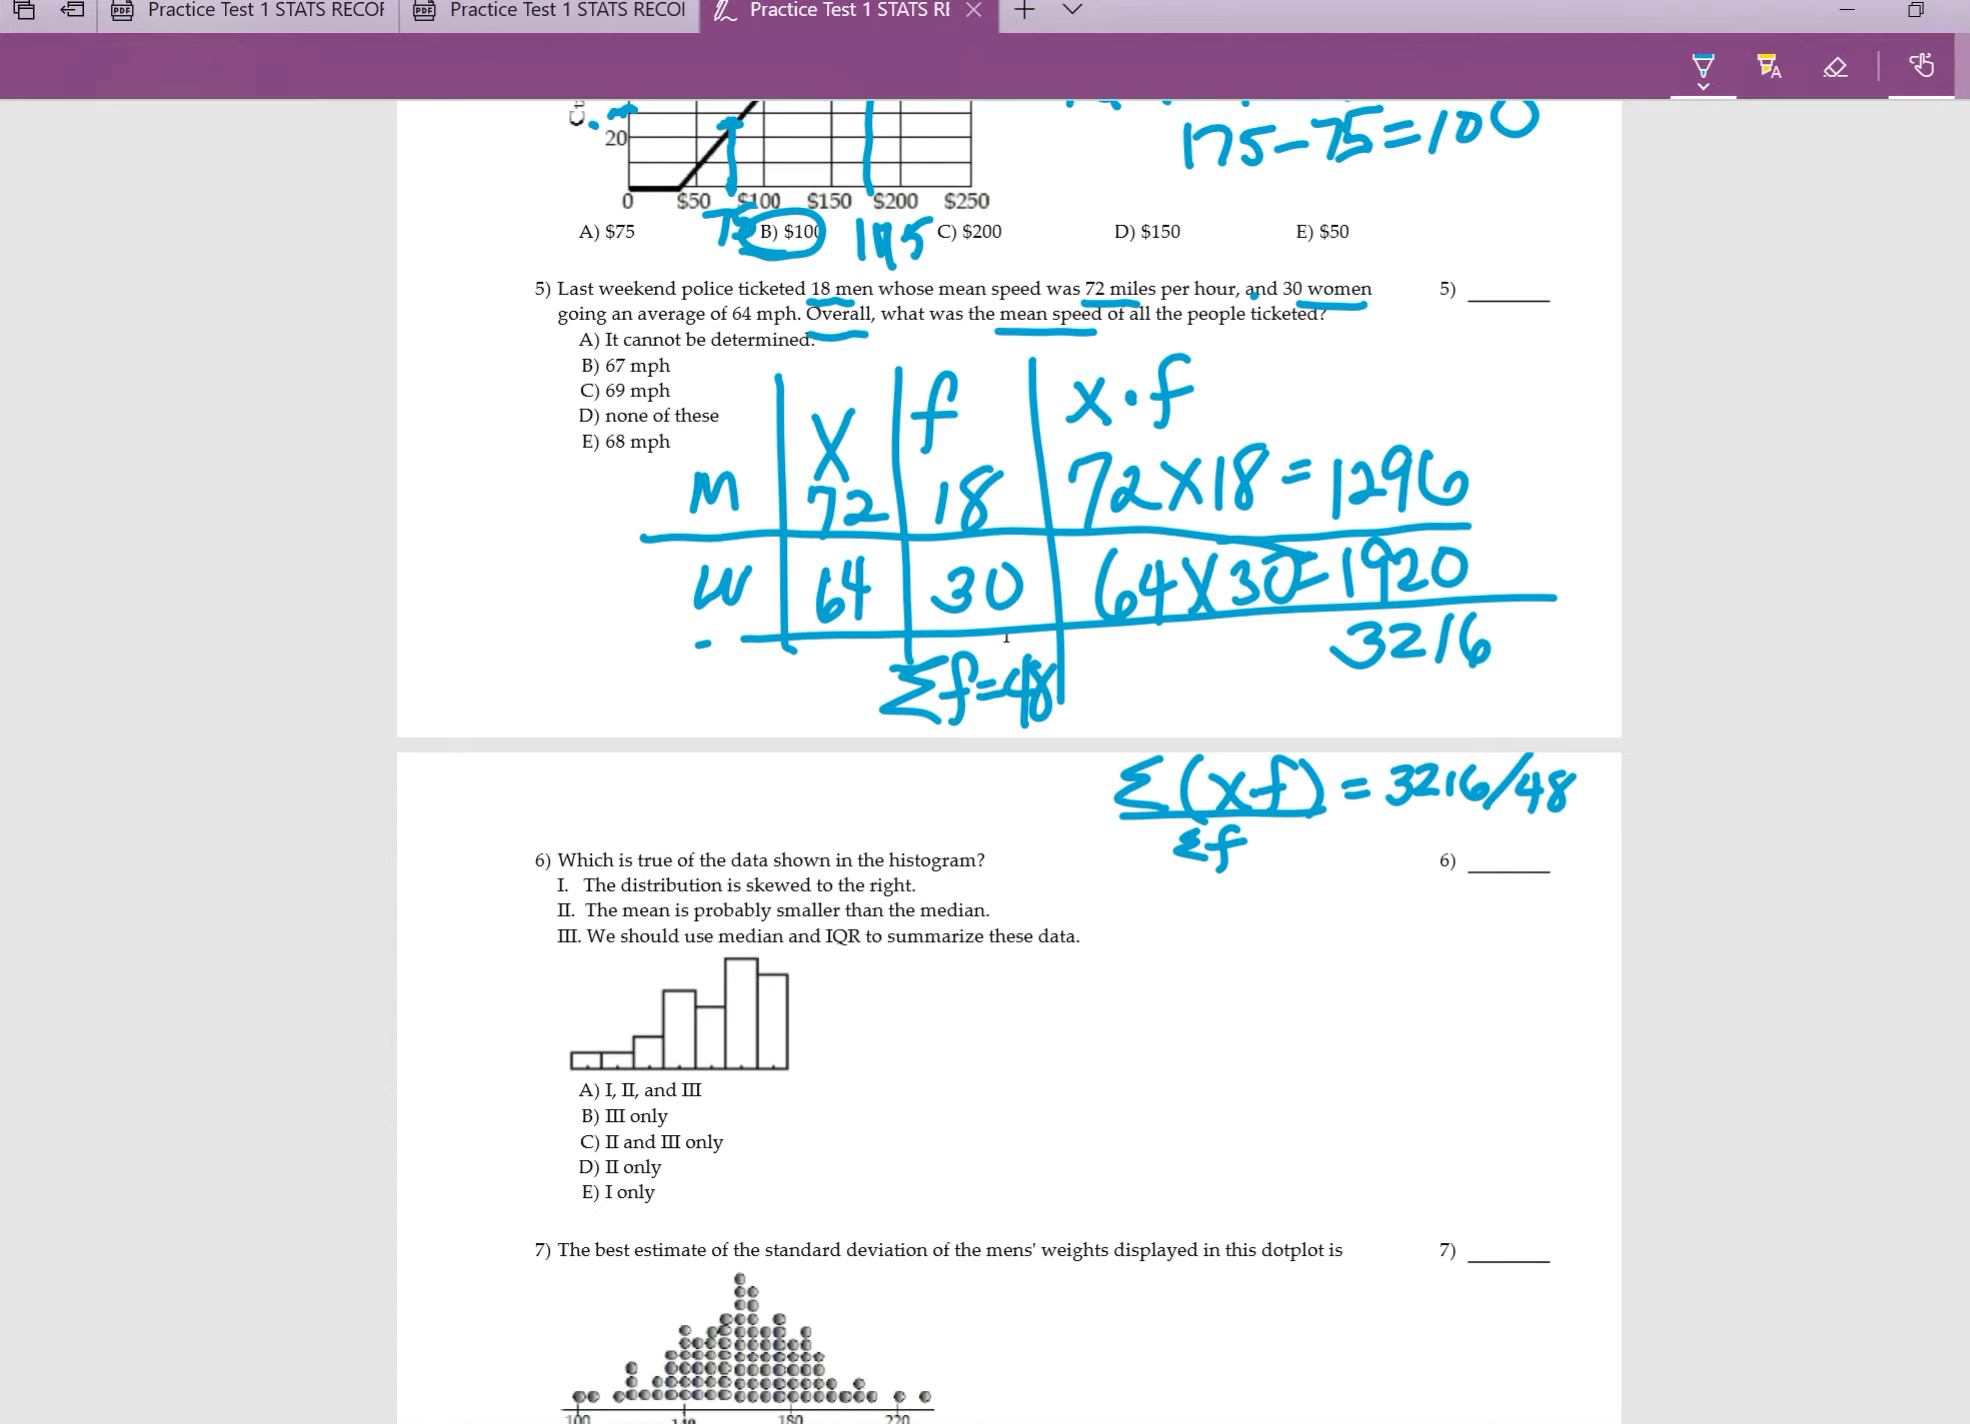 Practice Test 1 STATS RECOF
Practice Test 1 STATS RECOI
Practice Test 1 STATS RI
175-75=100
20
0 $50 $100 $150 $200 $250
75 175
A) $75 B) $100 C) $200 D) $150 E) $50
5) Last weekend police ticketed 18 men whose mean speed was 72 miles per hour, and 30 women 5)
going an average of 64 mph. Overall, what was the mean speed of all the people ticketed?
A) It cannot be determined.
B) 67 mph
C) 69 mph
D) none of these
E) 68 mph
X f x·f
M 72 18 72X18=1296
W 64 30 64X30=1920
3216
Σf=48
Σ(x·f) = 3216/48
Σf
6) Which is true of the data shown in the histogram? 6)
I. The distribution is skewed to the right.
II. The mean is probably smaller than the median.
III. We should use median and IQR to summarize these data.
A) I, II, and III
B) III only
C) II and III only
D) II only
E) I only
7) The best estimate of the standard deviation of the mens' weights displayed in this dotplot is 7)
100 140 180 220